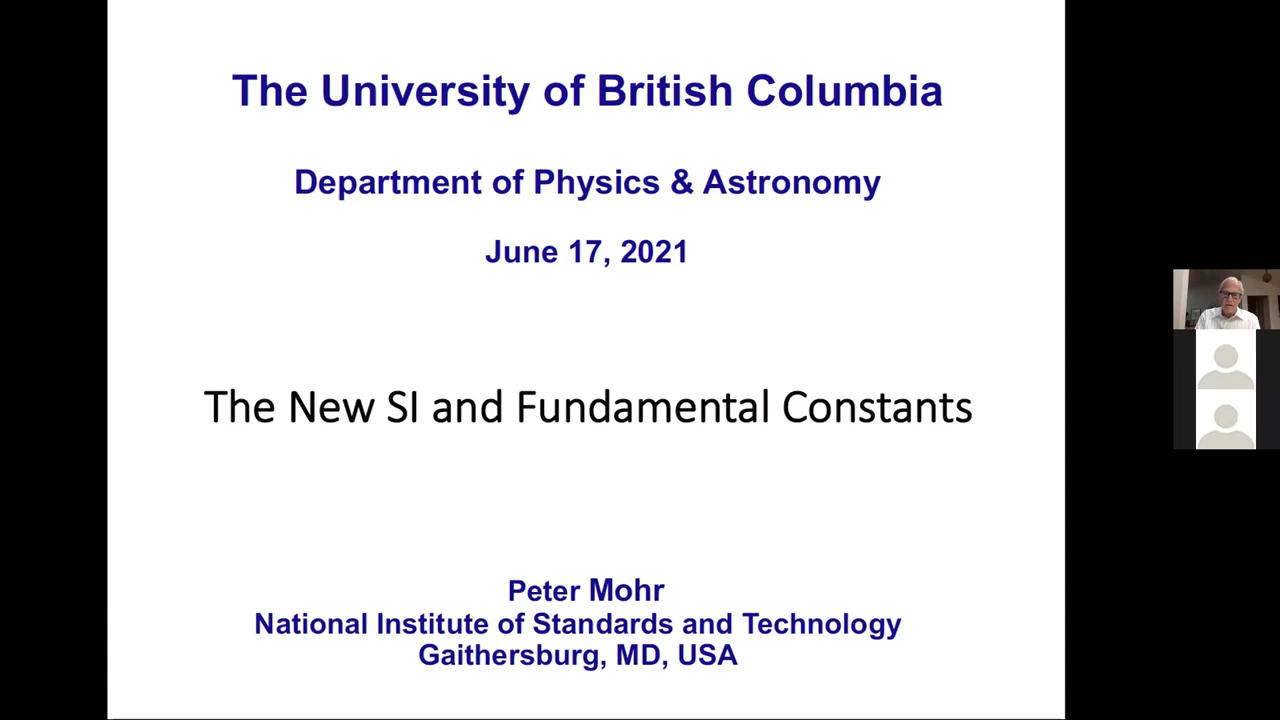 The University of British Columbia
Department of Physics & Astronomy
June 17, 2021
The New SI and Fundamental Constants
Peter Mohr
National Institute of Standards and Technology
Gaithersburg, MD, USA